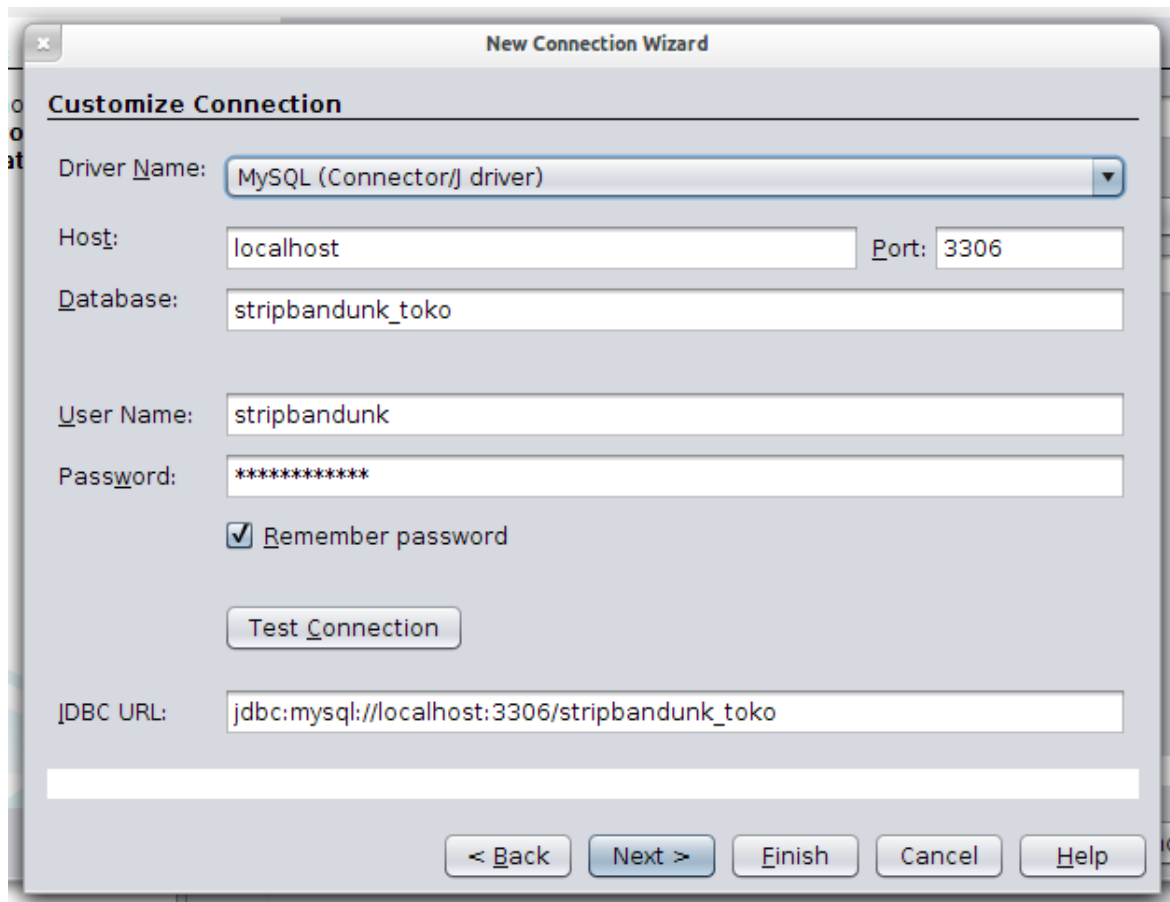 New Connection Wizard
Customize Connection
Driver Name: MySQL (Connector/J driver)
Host: localhost Port: 3306
Database: stripbandunk_toko
User Name: stripbandunk
Password: ************
Remember password
Test Connection
JDBC URL: jdbc:mysql://localhost:3306/stripbandunk_toko
< Back Next > Finish Cancel Help